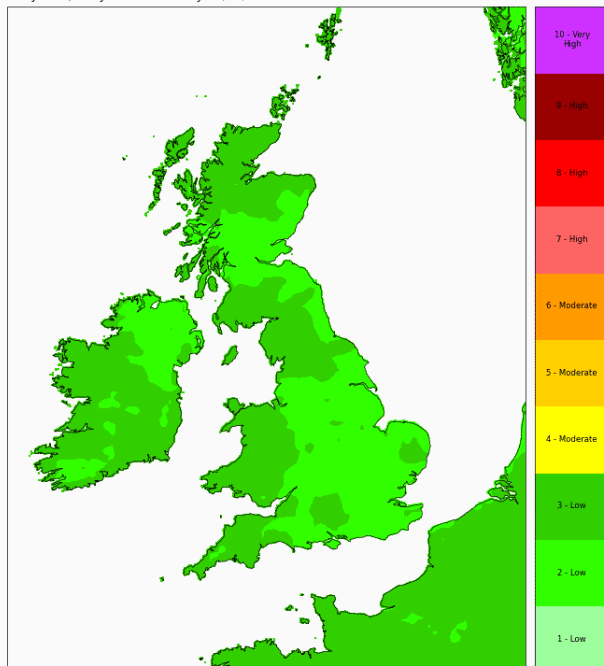 10 - Very
High
9 - High
8 - High
7 - High
6 - Moderate
5 - Moderate
4 - Moderate
3 - Low
2 - Low
1 - Low